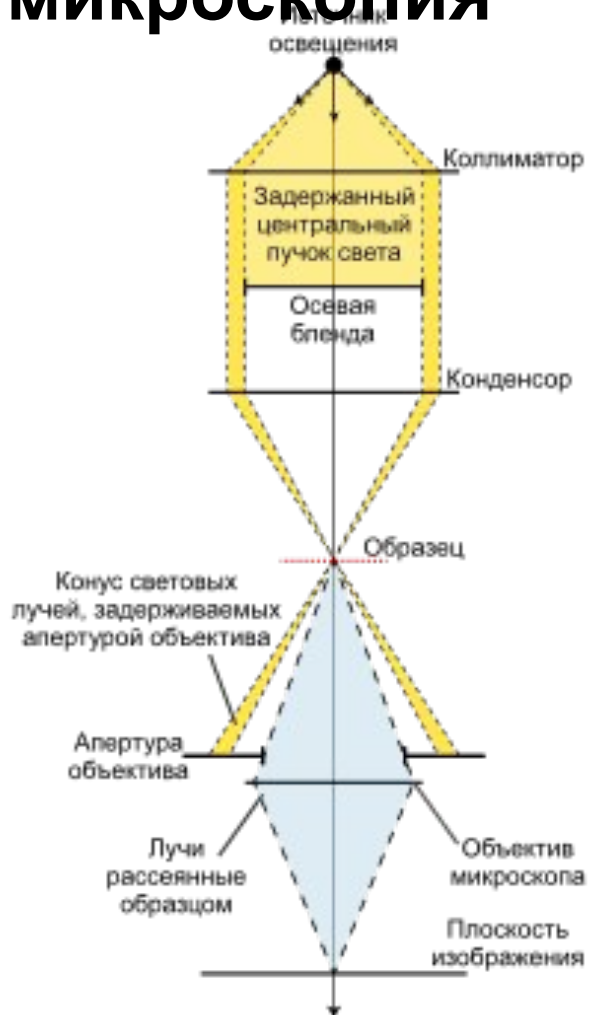 микроскопия
Источник
освещения
Коллиматор
Задержанный
центральный
пучок света
Осевая
бленда
Конденсор
Образец
Конус световых
лучей, задерживаемых
апертурой объектива
Апертура
объектива
Лучи
рассеянные
образцом
Объектив
микроскопа
Плоскость
изображения